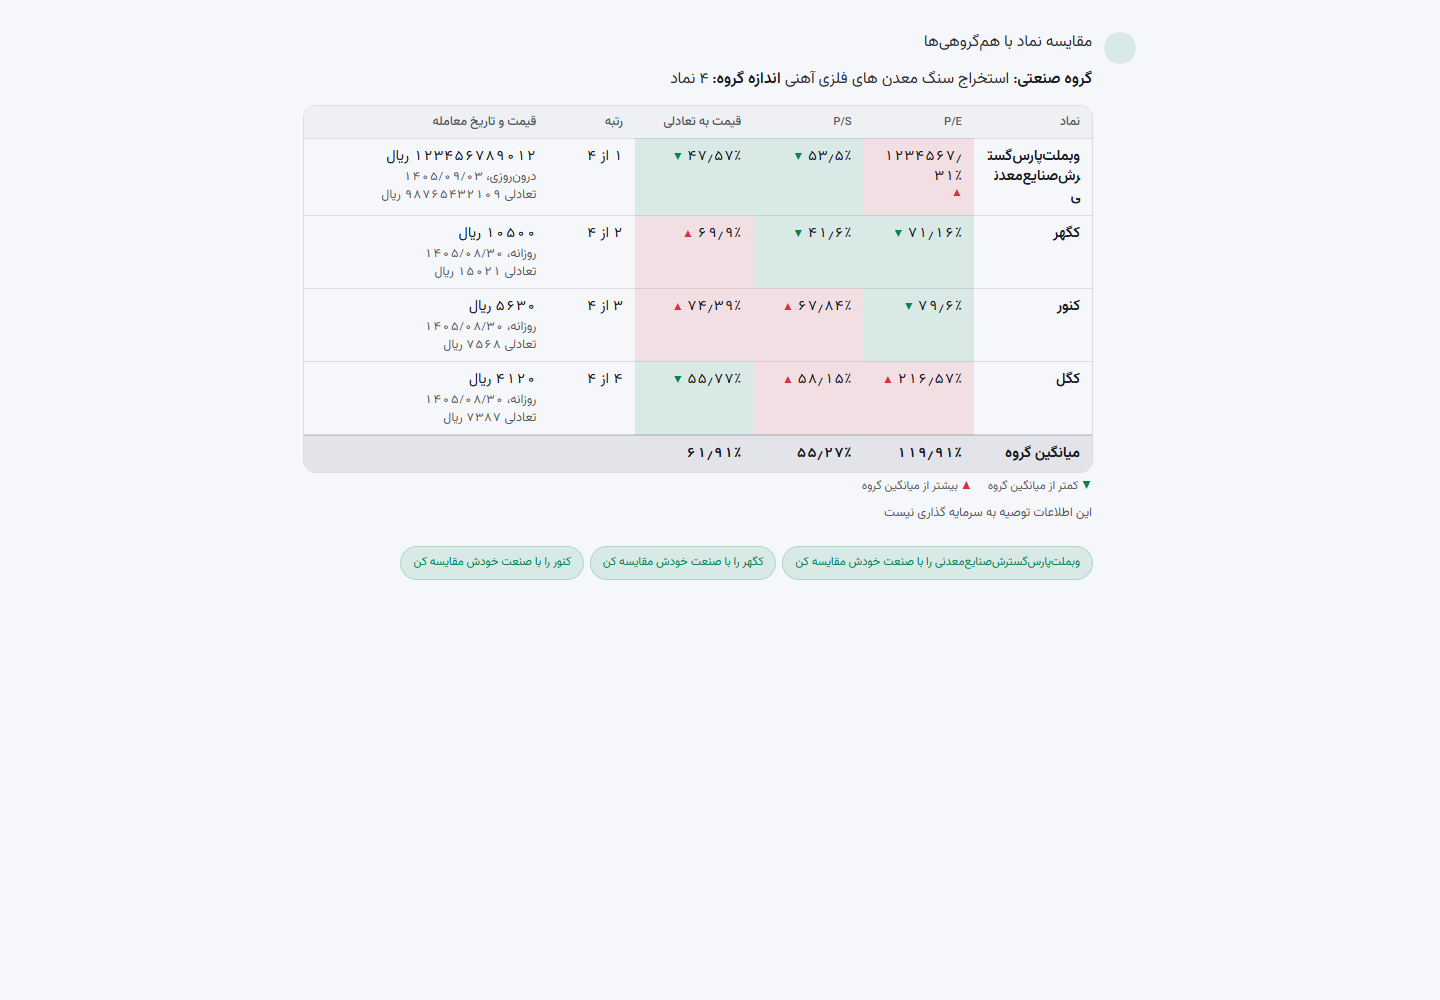 مقایسه نماد با هم‌گروهی‌ها
گروه صنعتی: استخراج سنگ معدن های فلزی آهنی اندازه گروه: ۴ نماد
نماد P/E P/S قیمت به تعادلی رتبه قیمت و تاریخ معامله
وبملت‌پارس‌گست ۱۲۳۴۵۶۷٫ ۵۳٫۵٪ ▼ ۴۷٫۵۷٪ ▼ ۱ از ۴ ۱۲۳۴۵۶۷۸۹۰۱۲ ریال
رش‌صنایع‌معدن ۳۱٪ درون‌روزی، ۱۴۰۵/۰۹/۰۳
ی ▲ تعادلی ۹۸۷۶۵۴۳۲۱۰۹ ریال
کگهر ۷۱٫۱۶٪ ▼ ۴۱٫۶٪ ▼ ۶۹٫۹٪ ▲ ۲ از ۴ ۱۰۵۰۰ ریال
روزانه، ۱۴۰۵/۰۸/۳۰
تعادلی ۱۵۰۲۱ ریال
کنور ۷۹٫۶٪ ▼ ۶۷٫۸۴٪ ▲ ۷۴٫۳۹٪ ▲ ۳ از ۴ ۵۶۳۰ ریال
روزانه، ۱۴۰۵/۰۸/۳۰
تعادلی ۷۵۶۸ ریال
کگل ۲۱۶٫۵۷٪ ▲ ۵۸٫۱۵٪ ▲ ۵۵٫۷۷٪ ▼ ۴ از ۴ ۴۱۲۰ ریال
روزانه، ۱۴۰۵/۰۸/۳۰
تعادلی ۷۳۸۷ ریال
میانگین گروه ۱۱۹٫۹۱٪ ۵۵٫۲۷٪ ۶۱٫۹۱٪
▼ کمتر از میانگین گروه ▲ بیشتر از میانگین گروه
این اطلاعات توصیه به سرمایه گذاری نیست
وبملت‌پارس‌گسترش‌صنایع‌معدنی را با صنعت خودش مقایسه کن
کگهر را با صنعت خودش مقایسه کن
کنور را با صنعت خودش مقایسه کن